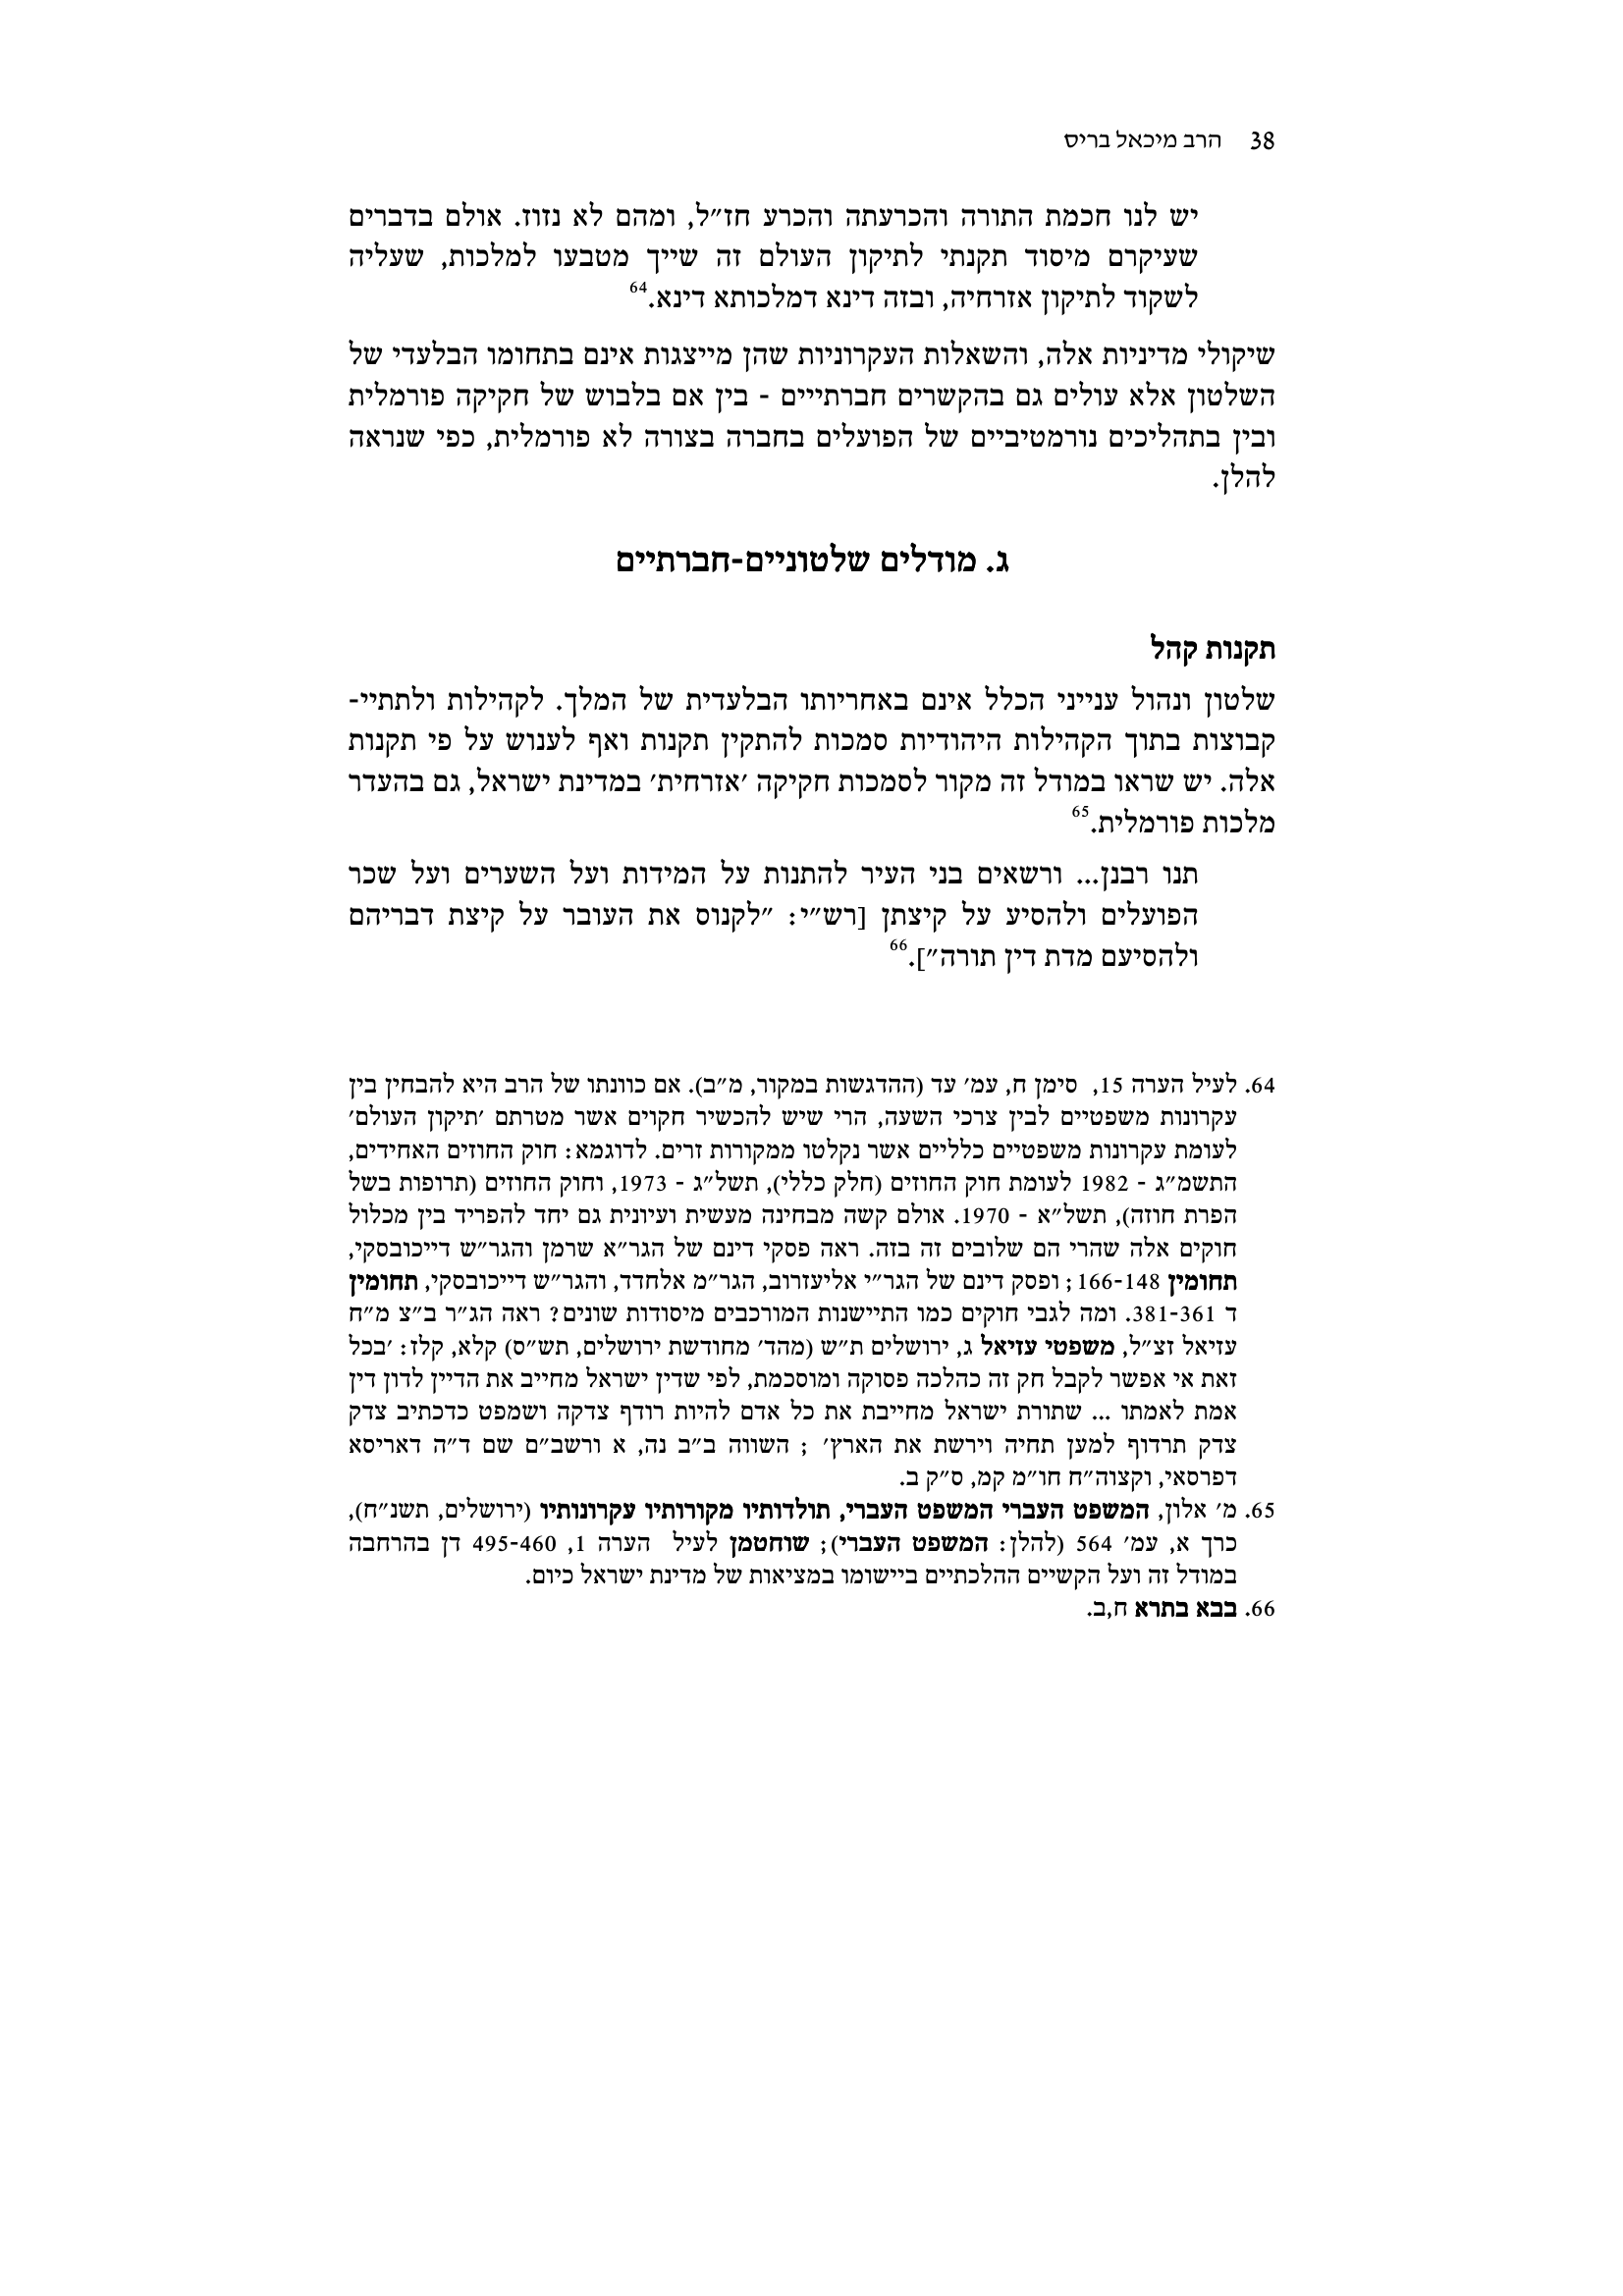 38 הרב מיכאל בריס
יש לנו חכמת התורה והכרעתה והכרע חז״ל, ומהם לא נזוז. אולם בדברים
שעיקרם מיסוד תקנתי לתיקון העולם זה שייך מטבעו למלכות, שעליה
לשקוד לתיקון אזרחיה, ובזה דינא דמלכותא דינא.64
שיקולי מדיניות אלה, והשאלות העקרוניות שהן מייצגות אינם בתחומו הבלעדי של
השלטון אלא עולים גם בהקשרים חברתייים - בין אם בלבוש של חקיקה פורמלית
ובין בתהליכים נורמטיביים של הפועלים בחברה בצורה לא פורמלית, כפי שנראה
להלן.
ג. מודלים שלטוניים-חברתיים
תקנות קהל
שלטון ונהול ענייני הכלל אינם באחריותו הבלעדית של המלך. לקהילות ולתתיי-
קבוצות בתוך הקהילות היהודיות סמכות להתקין תקנות ואף לענוש על פי תקנות
אלה. יש שראו במודל זה מקור לסמכות חקיקה ׳אזרחית׳ במדינת ישראל, גם בהעדר
מלכות פורמלית.65
תנו רבנן... ורשאים בני העיר להתנות על המידות ועל השערים ועל שכר
הפועלים ולהסיע על קיצתן [רש״י: ״לקנוס את העובר על קיצת דבריהם
ולהסיעם מדת דין תורה״].66
64. לעיל הערה 15, סימן ח, עמ׳ עד (ההדגשות במקור, מ״ב). אם כוונתו של הרב היא להבחין בין
עקרונות משפטיים לבין צרכי השעה, הרי שיש להכשיר חקוים אשר מטרתם ׳תיקון העולם׳
לעומת עקרונות משפטיים כלליים אשר נקלטו ממקורות זרים. לדוגמא: חוק החוזים האחידים,
התשמ״ג - 1982 לעומת חוק החוזים (חלק כללי), תשל״ג - 1973, וחוק החוזים (תרופות בשל
הפרת חוזה), תשל״א - 1970. אולם קשה מבחינה מעשית ועיונית גם יחד להפריד בין מכלול
חוקים אלה שהרי הם שלובים זה בזה. ראה פסקי דינם של הגר״א שרמן והגר״ש דייכובסקי,
תחומין 166-148; ופסק דינם של הגר״י אליעזרוב, הגר״מ אלחדד, והגר״ש דייכובסקי, תחומין
ד 381-361. ומה לגבי חוקים כמו התיישנות המורכבים מיסודות שונים? ראה הג״ר ב״צ מ״ח
עזיאל זצ״ל, משפטי עזיאל ג, ירושלים ת״ש (מהד׳ מחודשת ירושלים, תש״ס) קלא, קלז: ׳בכל
זאת אי אפשר לקבל חק זה כהלכה פסוקה ומוסכמת, לפי שדין ישראל מחייב את הדיין לדון דין
אמת לאמתו ... שתורת ישראל מחייבת את כל אדם להיות רודף צדקה ושמפט כדכתיב צדק
צדק תרדוף למען תחיה וירשת את הארץ׳ ; השווה ב״ב נה, א ורשב״ם שם ד״ה דאריסא
דפרסאי, וקצוה״ח חו״מ קמ, ס״ק ב.
65. מ׳ אלון, המשפט העברי המשפט העברי, תולדותיו מקורותיו עקרונותיו (ירושלים, תשנ״ח),
כרך א, עמ׳ 564 (להלן: המשפט העברי); שוחטמן לעיל הערה 1, 495-460 דן בהרחבה
במודל זה ועל הקשיים ההלכתיים ביישומו במציאות של מדינת ישראל כיום.
66. בבא בתרא ח,ב.